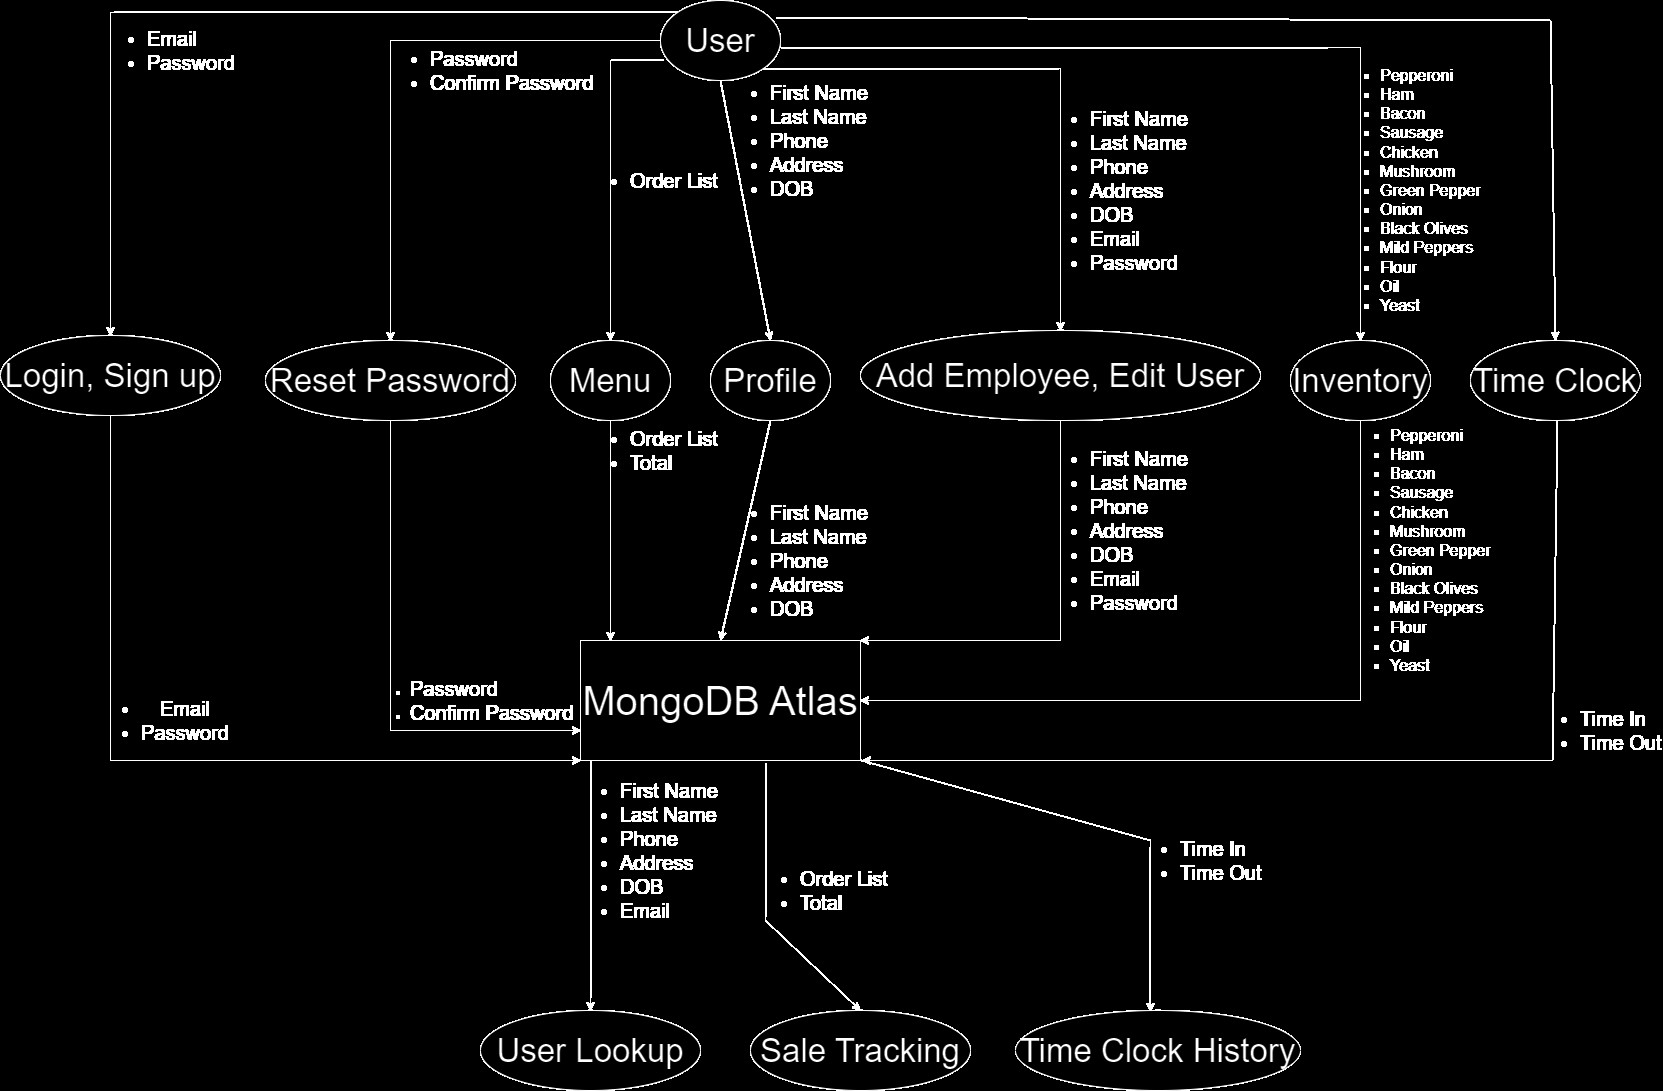 User
Email
Password
Password
Confirm Password
Order List
First Name
Last Name
Phone
Address
DOB
First Name
Last Name
Phone
Address
DOB
Email
Password
Pepperoni
Ham
Bacon
Sausage
Chicken
Mushroom
Green Pepper
Onion
Black Olives
Mild Peppers
Flour
Oil
Yeast
Login, Sign up
Reset Password
Menu
Profile
Add Employee, Edit User
Inventory
Time Clock
Email
Password
Password
Confirm Password
Order List
Total
First Name
Last Name
Phone
Address
DOB
First Name
Last Name
Phone
Address
DOB
Email
Password
Pepperoni
Ham
Bacon
Sausage
Chicken
Mushroom
Green Pepper
Onion
Black Olives
Mild Peppers
Flour
Oil
Yeast
Time In
Time Out
MongoDB Atlas
First Name
Last Name
Phone
Address
DOB
Email
Order List
Total
Time In
Time Out
User Lookup
Sale Tracking
Time Clock History